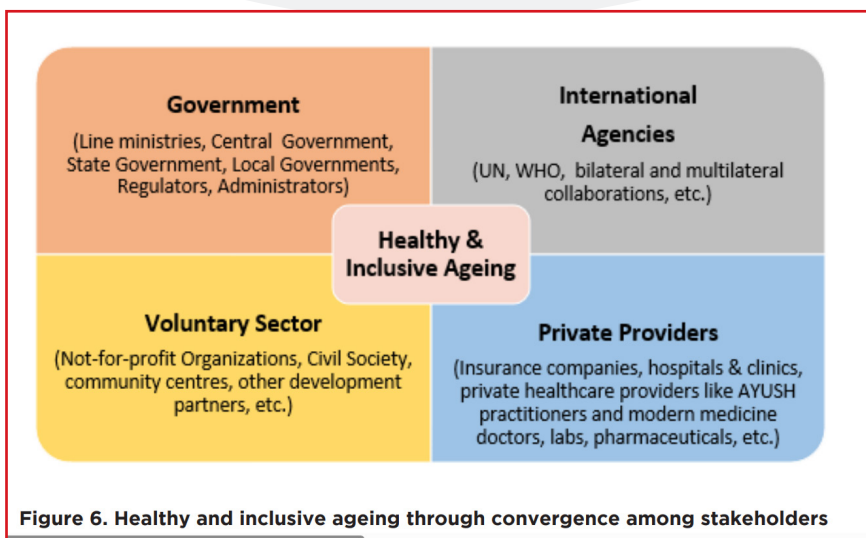 Government
(Line ministries, Central Government,
State Government, Local Governments,
Regulators, Administrators)
International
Agencies
(UN, WHO, bilateral and multilateral
collaborations, etc.)
Healthy &
Inclusive Ageing
Voluntary Sector
(Not-for-profit Organizations, Civil Society,
community centres, other development
partners, etc.)
Private Providers
(Insurance companies, hospitals & clinics,
private healthcare providers like AYUSH
practitioners and modern medicine
doctors, labs, pharmaceuticals, etc.)
Figure 6. Healthy and inclusive ageing through convergence among stakeholders